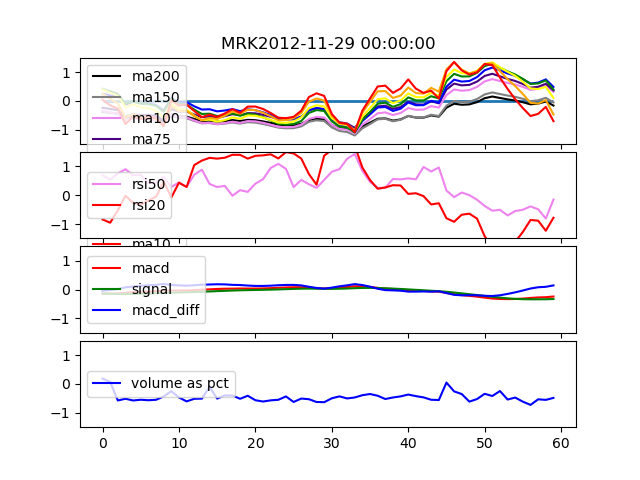 MRK2012-11-29 00:00:00
1
0
−1
ma200
ma150
ma100
ma75
ma10
1
0
−1
rsi50
rsi20
1
0
−1
macd
signal
macd_diff
1
0
−1
volume as pct
0 10 20 30 40 50 60